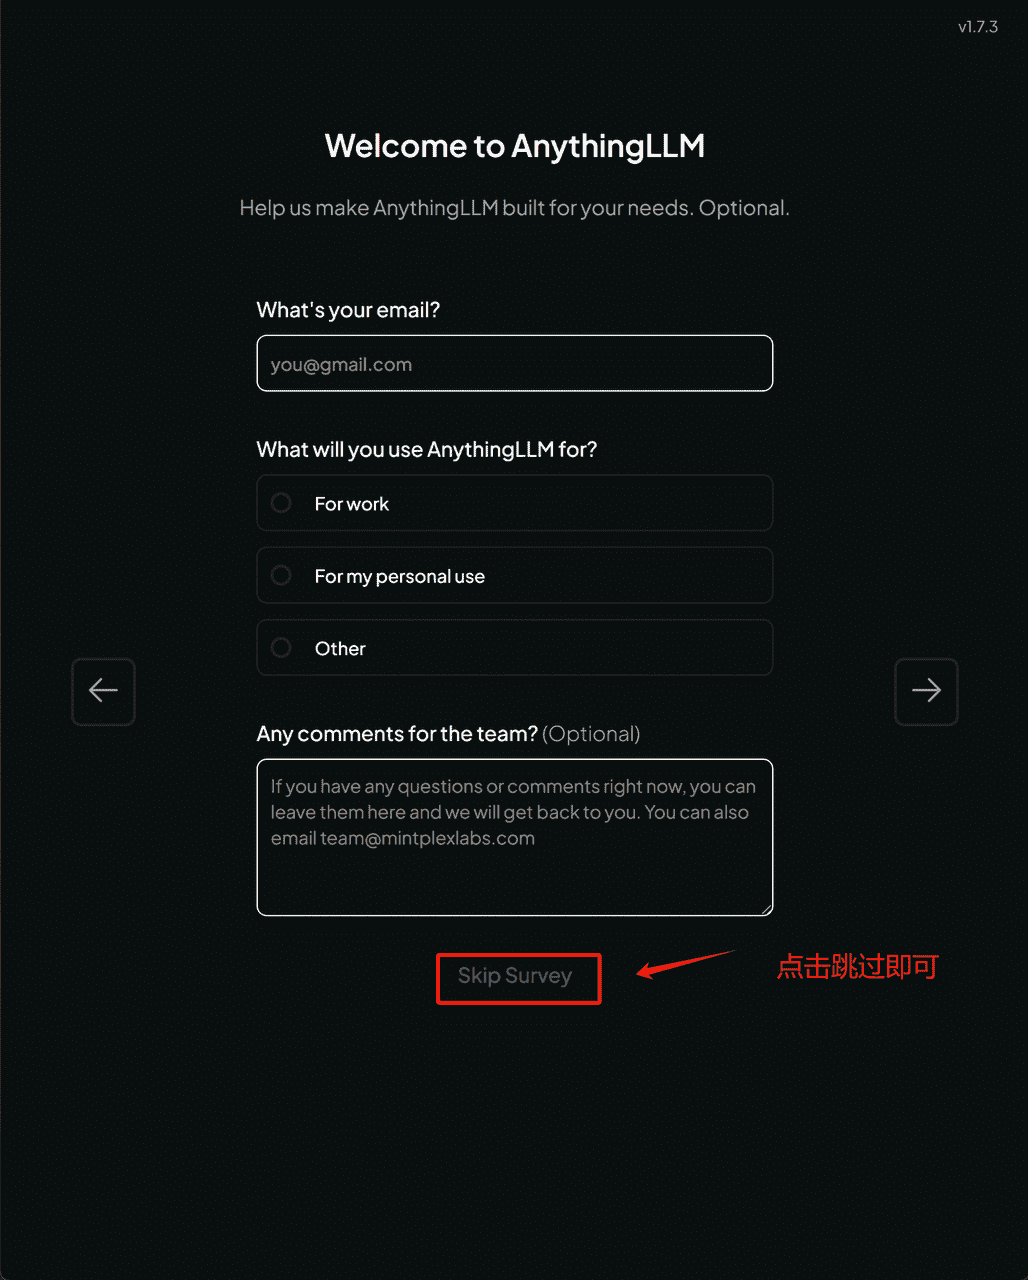 v1.7.3
Welcome to AnythingLLM
Help us make AnythingLLM built for your needs. Optional.
What's your email?
you@gmail.com
What will you use AnythingLLM for?
For work
For my personal use
Other
Any comments for the team? (Optional)
If you have any questions or comments right now, you can
leave them here and we will get back to you. You can also
email team@mintplexlabs.com
Skip Survey
点击跳过即可